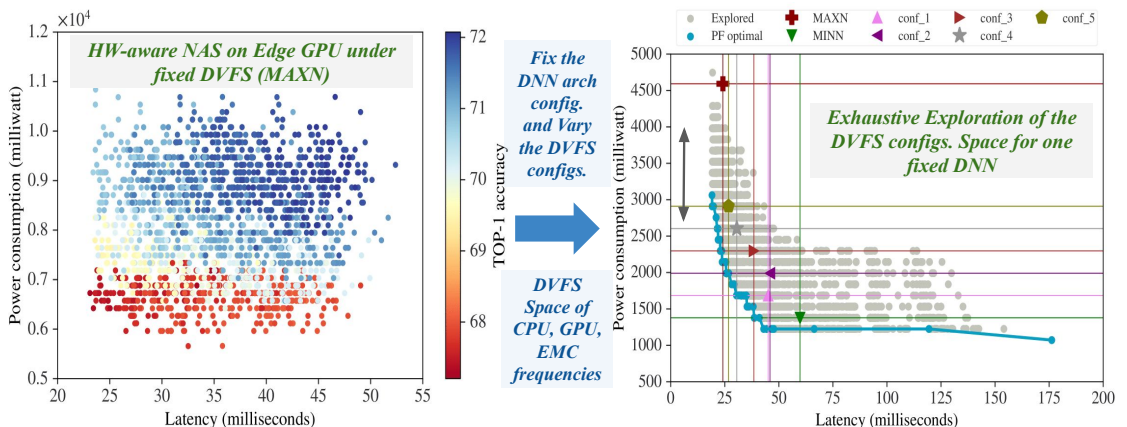 ×10⁴
1.2
1.1
1.0
0.9
0.8
0.7
0.6
0.5
Power consumption (milliwatt)
HW-aware NAS on Edge GPU under
fixed DVFS (MAXN)
20 25 30 35 40 45 50 55
Latency (milliseconds)
72
71
70
69
68
TOP-1 accuracy
Fix the
DNN arch
config.
and Vary
the DVFS
configs.
DVFS
Space of
CPU, GPU,
EMC
frequencies
Explored MAXN conf_1 conf_3 conf_5
PF optimal MINN conf_2 conf_4
5000
4500
4000
3500
3000
2500
2000
1500
1000
500
Power consumption (milliwatt)
Exhaustive Exploration of the
DVFS configs. Space for one
fixed DNN
0 25 50 75 100 125 150 175 200
Latency (milliseconds)